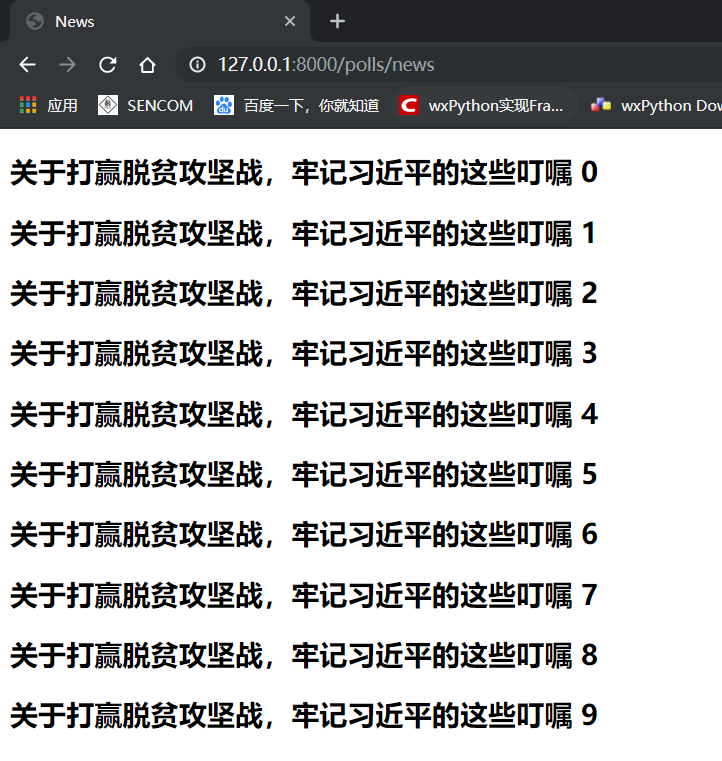 News
127.0.0.1:8000/polls/news
应用 SENCOM 百度一下，你就知道 wxPython实现Fra... wxPython Dow
关于打赢脱贫攻坚战，牢记习近平的这些叮嘱 0
关于打赢脱贫攻坚战，牢记习近平的这些叮嘱 1
关于打赢脱贫攻坚战，牢记习近平的这些叮嘱 2
关于打赢脱贫攻坚战，牢记习近平的这些叮嘱 3
关于打赢脱贫攻坚战，牢记习近平的这些叮嘱 4
关于打赢脱贫攻坚战，牢记习近平的这些叮嘱 5
关于打赢脱贫攻坚战，牢记习近平的这些叮嘱 6
关于打赢脱贫攻坚战，牢记习近平的这些叮嘱 7
关于打赢脱贫攻坚战，牢记习近平的这些叮嘱 8
关于打赢脱贫攻坚战，牢记习近平的这些叮嘱 9